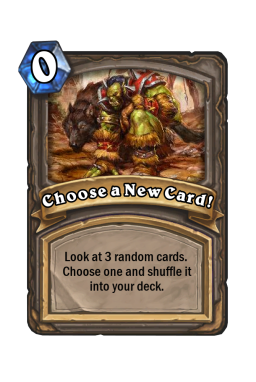 0
Choose a New Card!
Look at 3 random cards.
Choose one and shuffle it
into your deck.